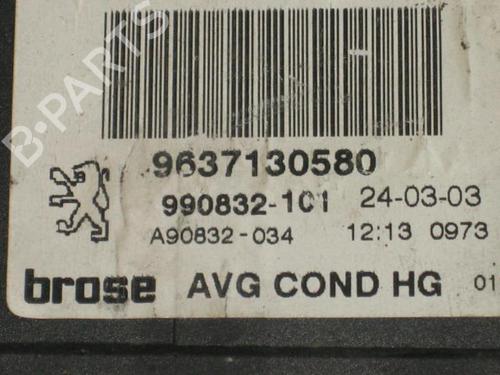 B-PARTS
9637130580
990832-101 24-03-03
A90832-034 12:13 0973
brose AVG COND HG 01